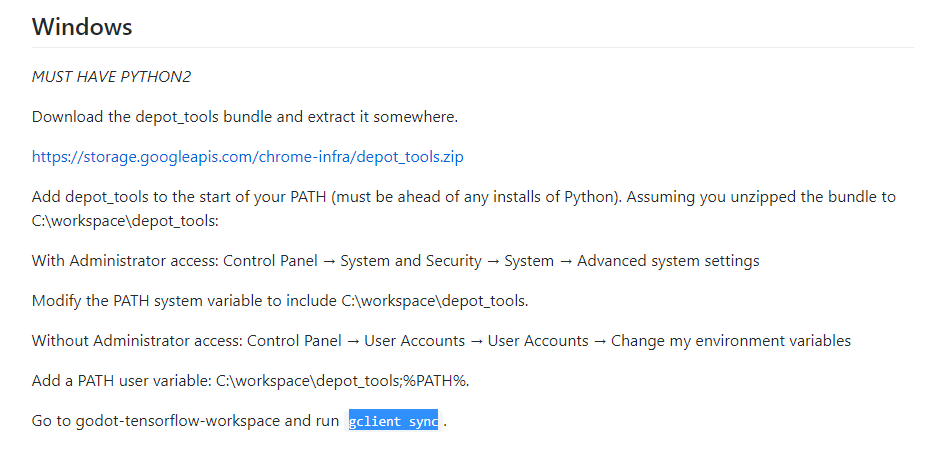 Windows
MUST HAVE PYTHON2
Download the depot_tools bundle and extract it somewhere.
https://storage.googleapis.com/chrome-infra/depot_tools.zip
Add depot_tools to the start of your PATH (must be ahead of any installs of Python). Assuming you unzipped the bundle to
C:\workspace\depot_tools:
With Administrator access: Control Panel → System and Security → System → Advanced system settings
Modify the PATH system variable to include C:\workspace\depot_tools.
Without Administrator access: Control Panel → User Accounts → User Accounts → Change my environment variables
Add a PATH user variable: C:\workspace\depot_tools;%PATH%.
Go to godot-tensorflow-workspace and run gclient sync .